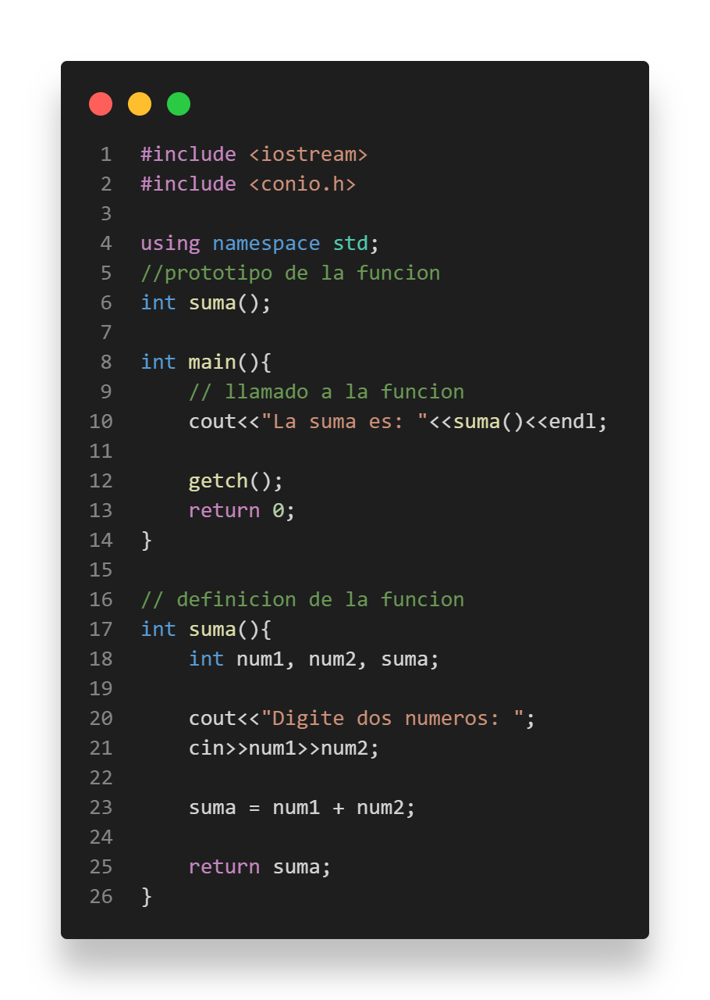 1 #include <iostream>
2 #include <conio.h>
3
4 using namespace std;
5 //prototipo de la funcion
6 int suma();
7
8 int main(){
9     // llamado a la funcion
10     cout<<"La suma es: "<<suma()<<endl;
11
12     getch();
13     return 0;
14 }
15
16 // definicion de la funcion
17 int suma(){
18     int num1, num2, suma;
19
20     cout<<"Digite dos numeros: ";
21     cin>>num1>>num2;
22
23     suma = num1 + num2;
24
25     return suma;
26 }